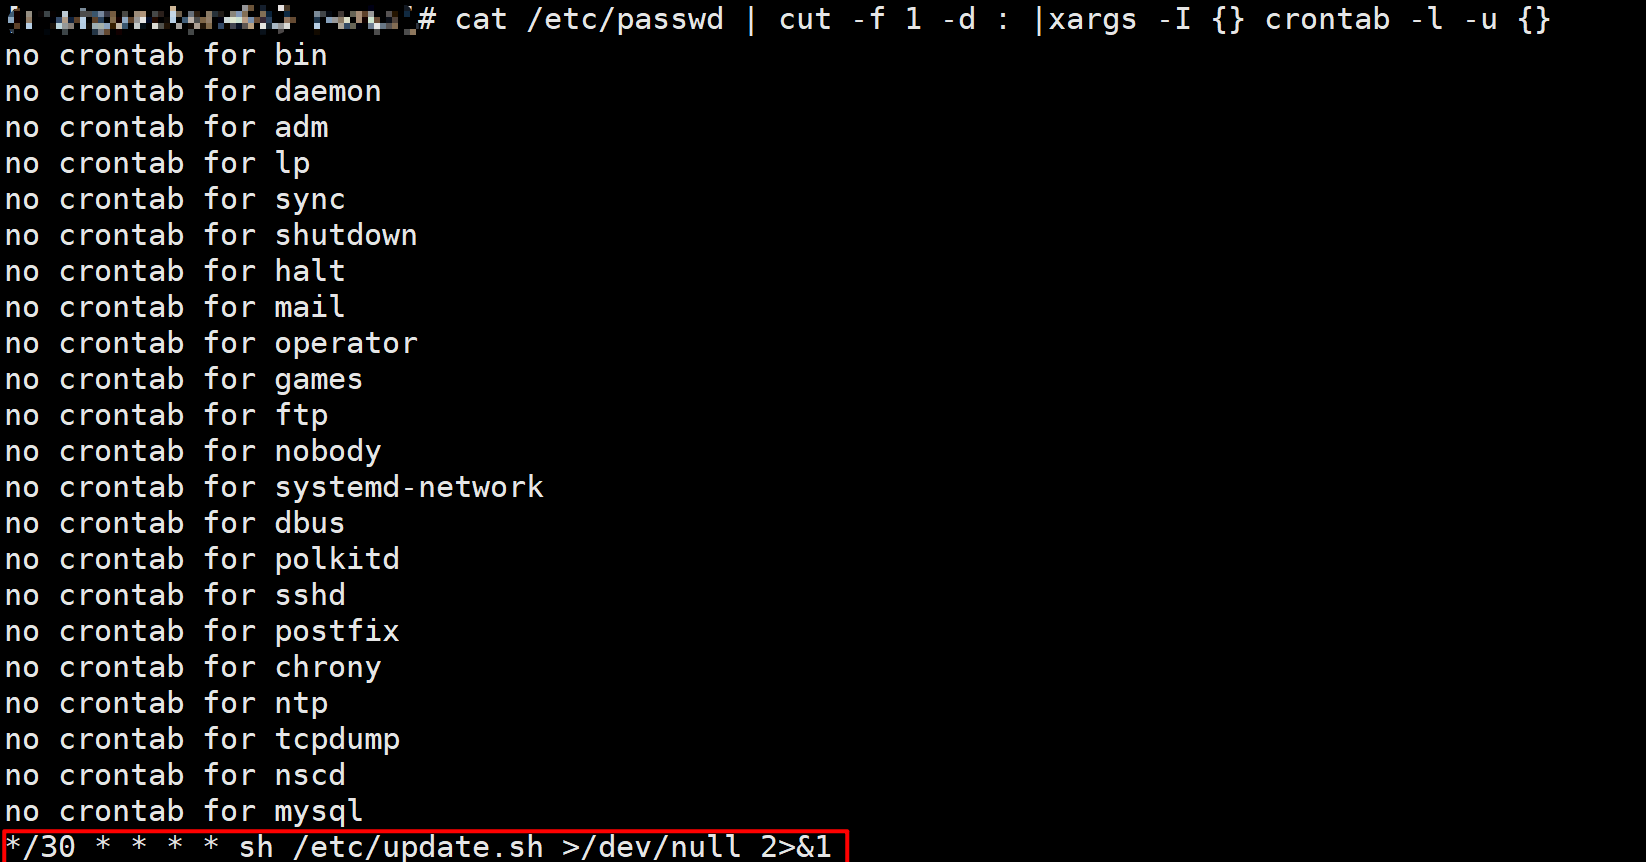 # cat /etc/passwd | cut -f 1 -d : |xargs -I {} crontab -l -u {}
no crontab for bin
no crontab for daemon
no crontab for adm
no crontab for lp
no crontab for sync
no crontab for shutdown
no crontab for halt
no crontab for mail
no crontab for operator
no crontab for games
no crontab for ftp
no crontab for nobody
no crontab for systemd-network
no crontab for dbus
no crontab for polkitd
no crontab for sshd
no crontab for postfix
no crontab for chrony
no crontab for ntp
no crontab for tcpdump
no crontab for nscd
no crontab for mysql
*/30 * * * * sh /etc/update.sh >/dev/null 2>&1